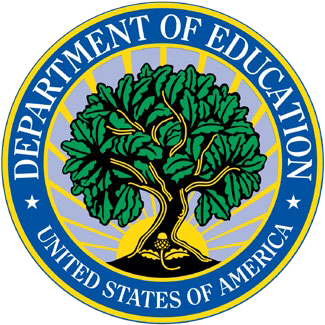 DEPARTMENT OF EDUCATION
UNITED STATES OF AMERICA